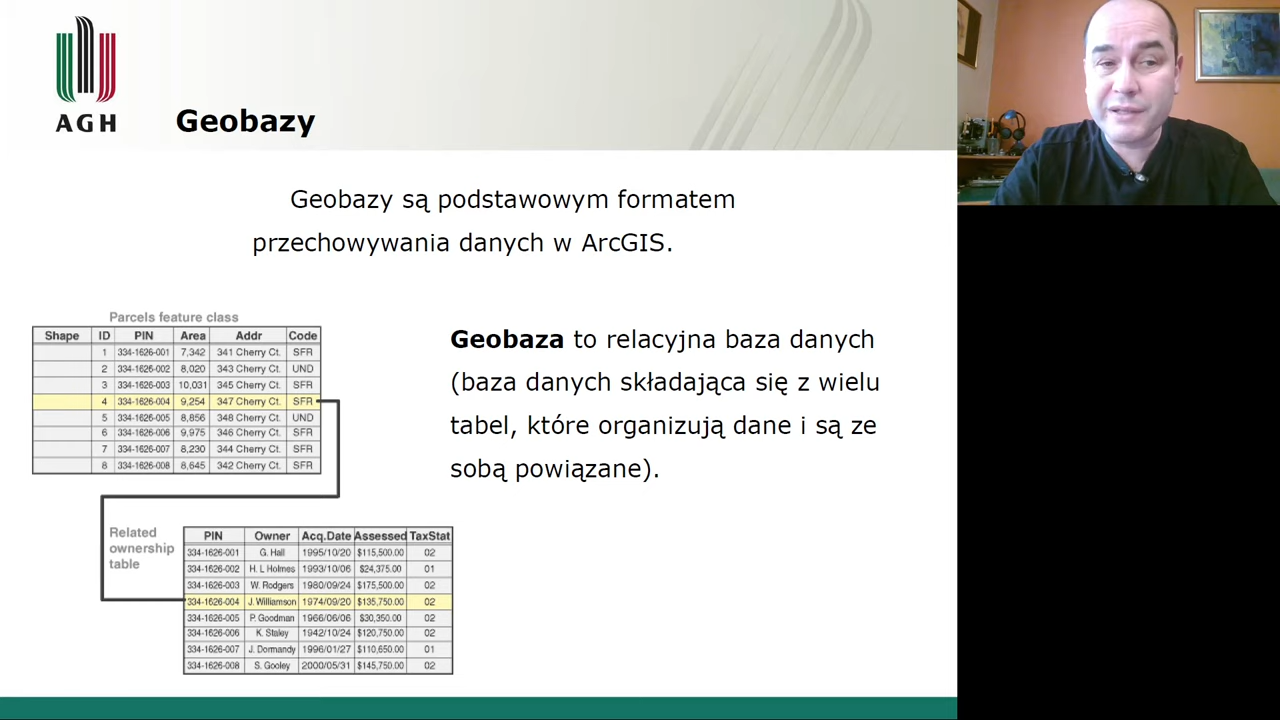 AGH
Geobazy
Geobazy są podstawowym formatem
przechowywania danych w ArcGIS.
Parcels feature class
Shape ID PIN Area Addr Code
1 334-1626-001 7,342 341 Cherry Ct. SFR
2 334-1626-002 8,020 343 Cherry Ct. UND
3 334-1626-003 10,031 345 Cherry Ct. SFR
4 334-1626-004 9,254 347 Cherry Ct. SFR
5 334-1626-005 8,856 348 Cherry Ct. UND
6 334-1626-006 9,975 346 Cherry Ct. SFR
7 334-1626-007 8,230 344 Cherry Ct. SFR
8 334-1626-008 8,645 342 Cherry Ct. SFR
Geobaza to relacyjna baza danych
(baza danych składająca się z wielu
tabel, które organizują dane i są ze
sobą powiązane).
Related
ownership
table
PIN Owner Acq.Date Assessed TaxStat
334-1626-001 G. Hall 1995/10/20 $115,500.00 02
334-1626-002 H. L Holmes 1993/10/06 $24,375.00 01
334-1626-003 W. Rodgers 1980/09/24 $175,500.00 02
334-1626-004 J. Williamson 1974/09/20 $135,750.00 02
334-1626-005 P. Goodman 1966/06/06 $30,350.00 02
334-1626-006 K. Staley 1942/10/24 $120,750.00 02
334-1626-007 J. Dormandy 1996/01/27 $110,650.00 01
334-1626-008 S. Gooley 2000/05/31 $145,750.00 02